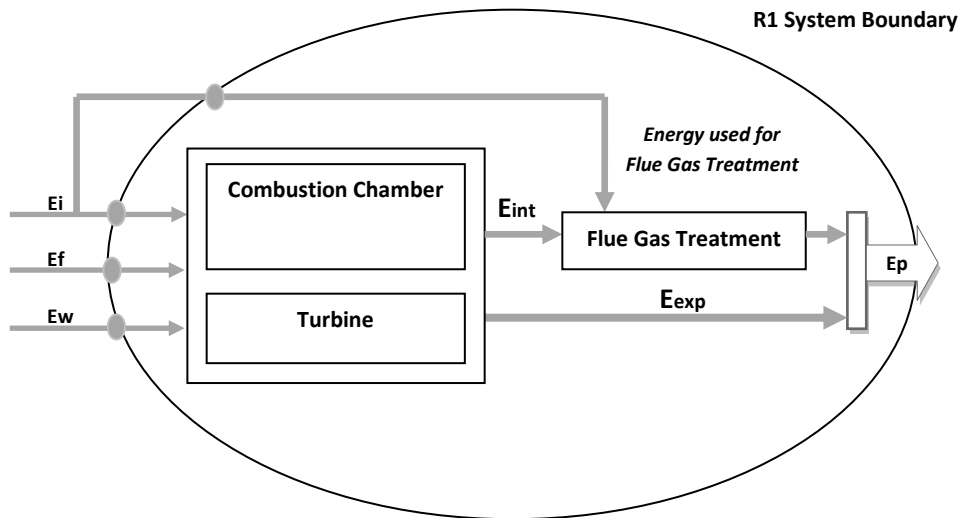 R1 System Boundary
Energy used for
Flue Gas Treatment
Combustion Chamber
Ei
Eint
Flue Gas Treatment
Ef
Ep
Eexp
Ew
Turbine